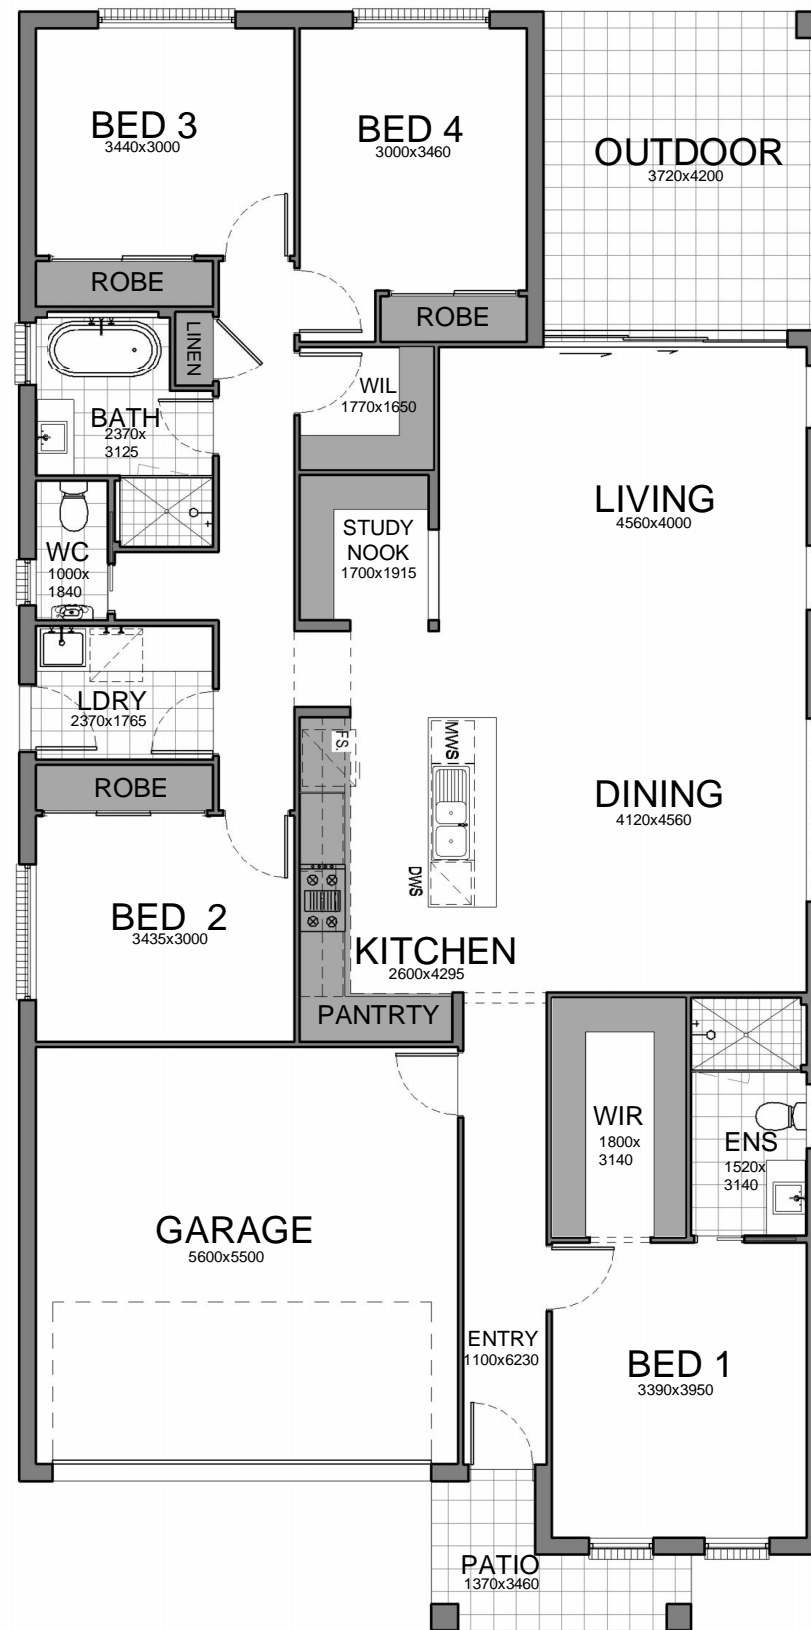 BED 3
3440x3000
BED 4
3000x3460
OUTDOOR
3720x4200
ROBE
ROBE
LINEN
WIL
1770x1650
BATH
2370x
3125
LIVING
4560x4000
STUDY
NOOK
1700x1915
WC
1000x
1840
LDRY
2370x1765
FS.
MWS
ROBE
DINING
4120x4560
DWS
BED 2
3435x3000
KITCHEN
2600x4295
PANTRTY
WIR
1800x
3140
ENS
1520x
3140
GARAGE
5600x5500
ENTRY
1100x6230
BED 1
3390x3950
PATIO
1370x3460